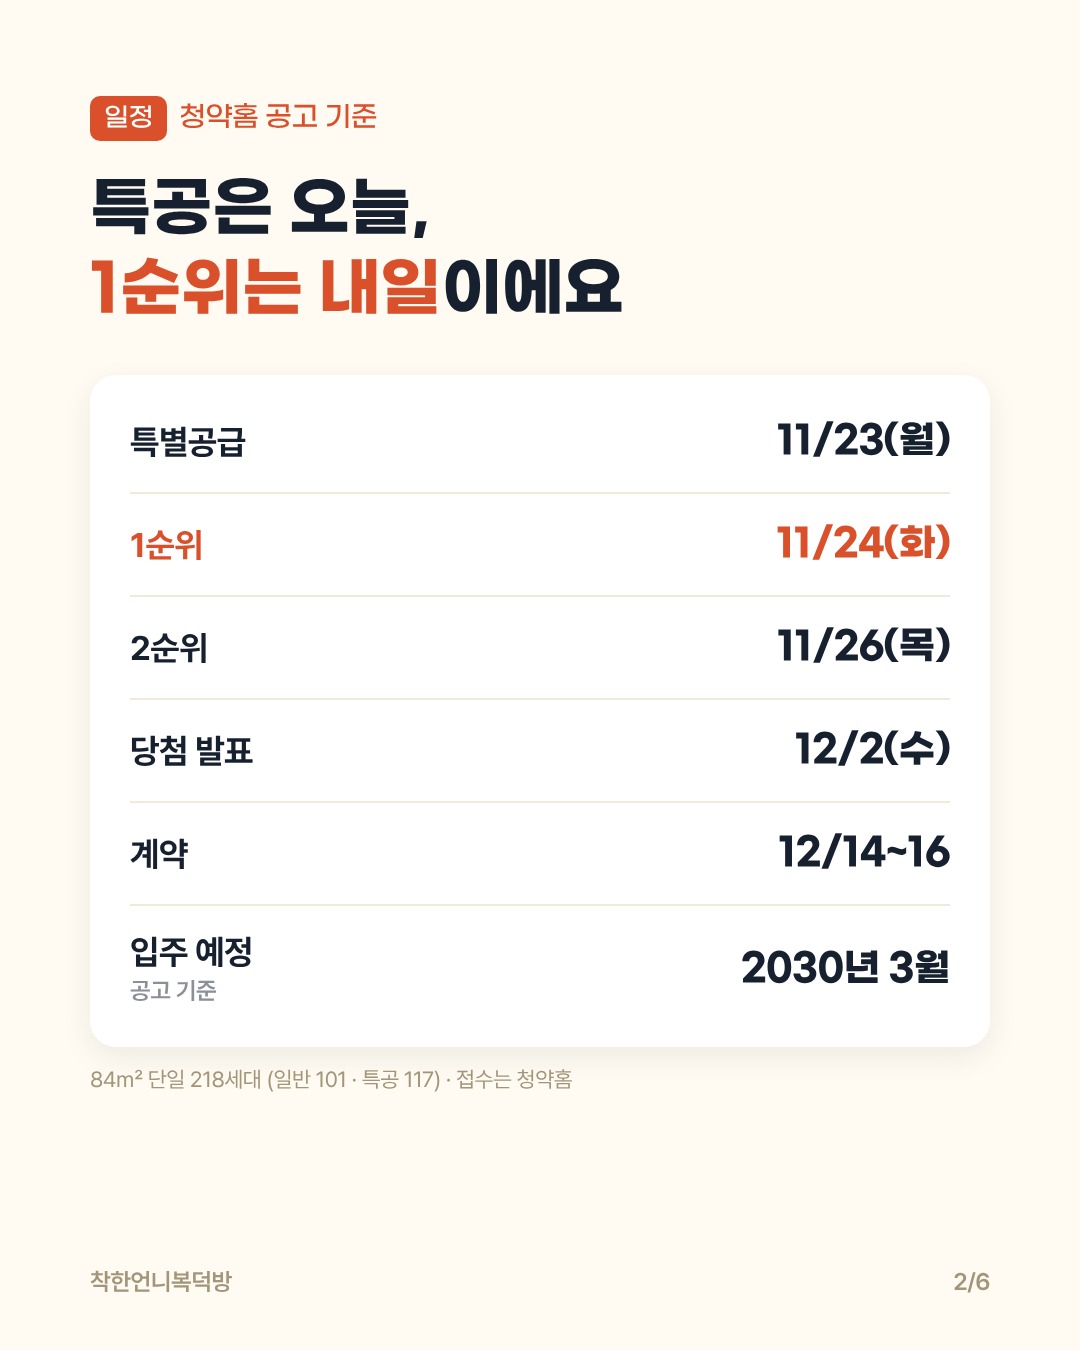 일정 청약홈 공고 기준
특공은 오늘,
1순위는 내일이에요
특별공급 11/23(월)
1순위 11/24(화)
2순위 11/26(목)
당첨 발표 12/2(수)
계약 12/14~16
입주 예정 2030년 3월
공고 기준
84m² 단일 218세대 (일반 101 · 특공 117) · 접수는 청약홈
착한언니복덕방 2/6